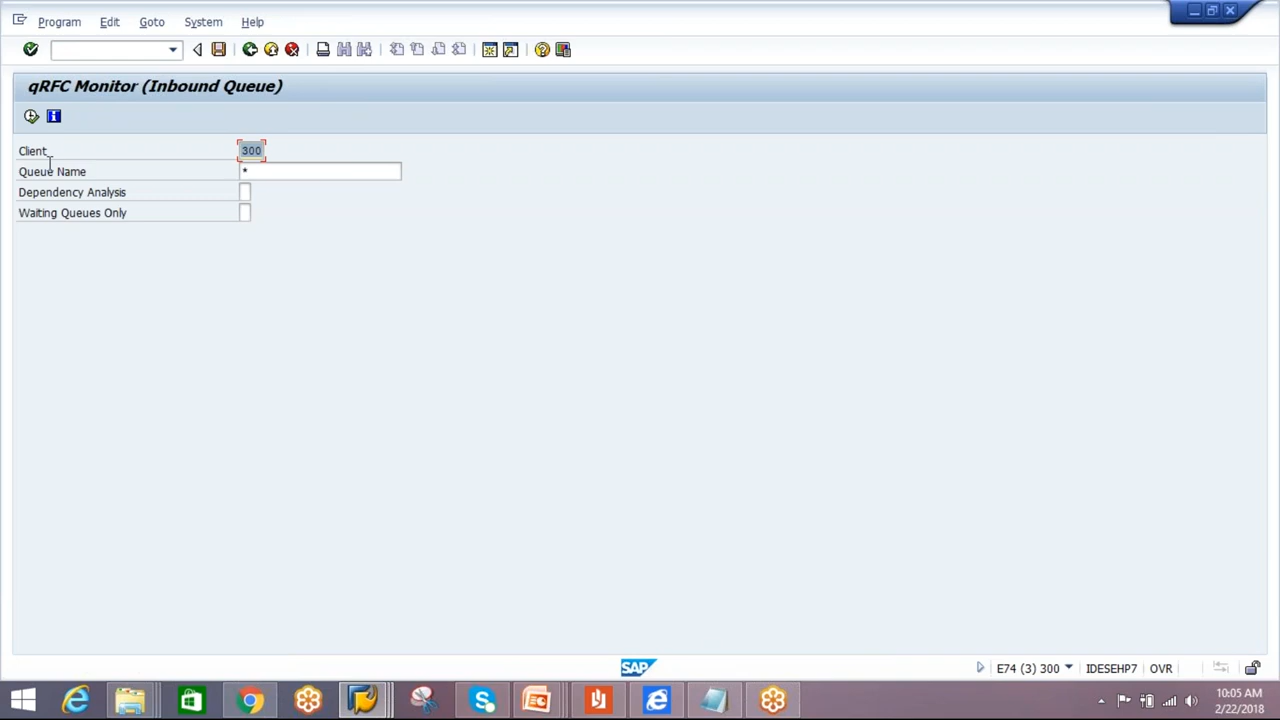 Program Edit Goto System Help
qRFC Monitor (Inbound Queue)
Client 300
Queue Name *
Dependency Analysis
Waiting Queues Only
SAP E74 (3) 300 IDESEHP7 OVR
10:05 AM
2/22/2018